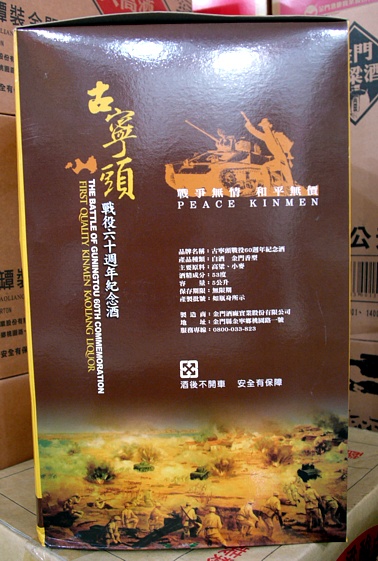 古寧頭
戰役六十週年紀念酒
THE BATTLE OF GUNINGTOU 60TH COMMEMORATION
FIRST QUALITY KINMEN KAOLIANG LIQUOR
戰爭無情 和平無價
PEACE KINMEN
品牌名稱：古寧頭戰役60週年紀念酒
產品種類：白酒 金門香型
主要原料：高粱、小麥
酒精成分：53度
容 量：5公升
保存期限：無限期
產製批號：如瓶身所示
製 造 商：金門酒廠實業股份有限公司
地 址：金門縣金寧鄉桃園路一號
服務專線：0800-033-823
酒後不開車 安全有保障